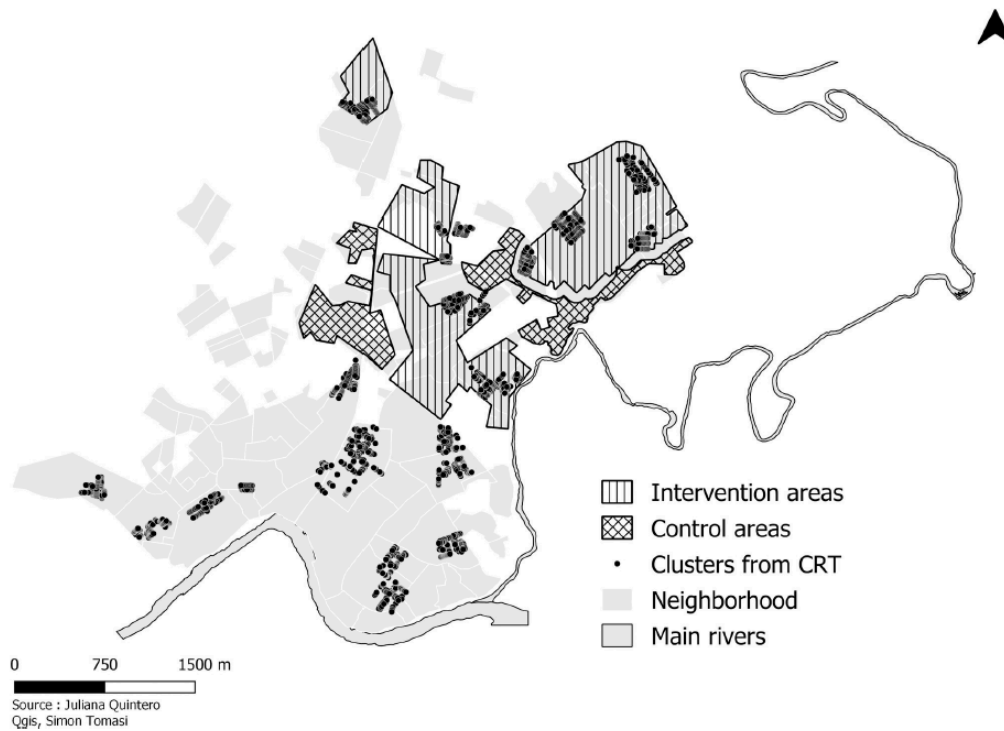 Intervention areas
Control areas
Clusters from CRT
Neighborhood
Main rivers
0 750 1500 m
Source : Juliana Quintero
Qgis, Simon Tomasi